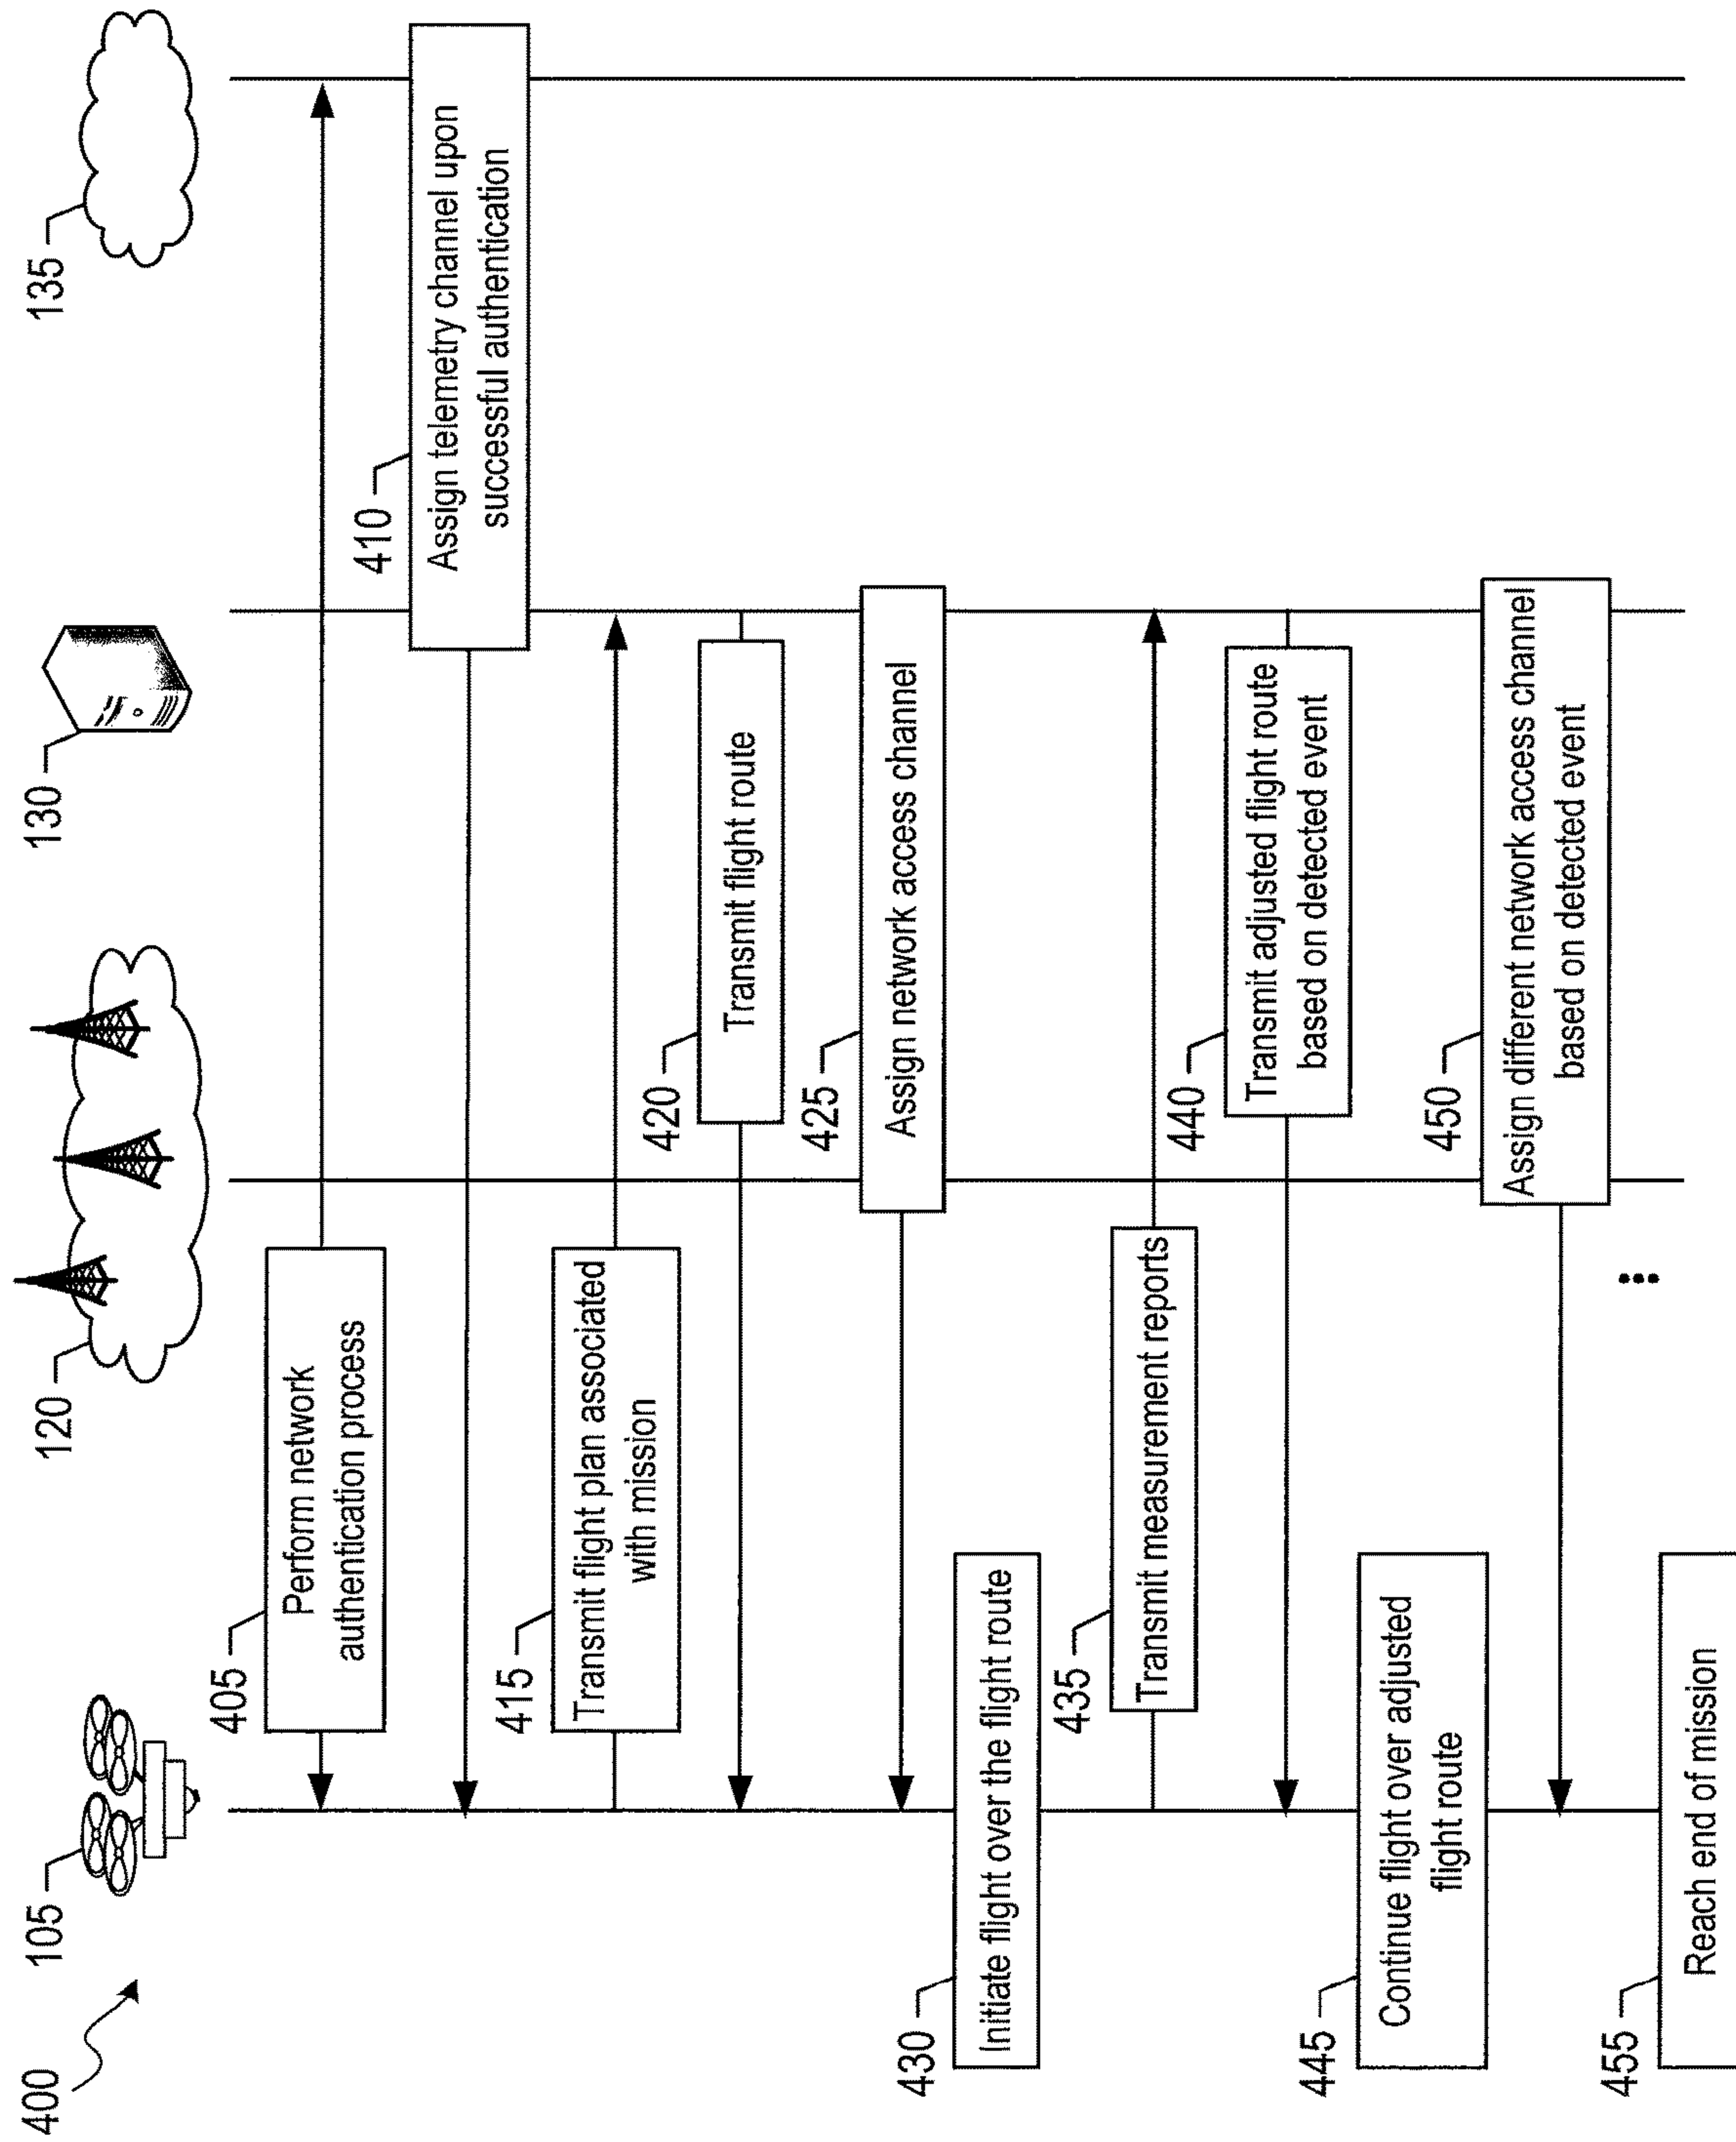 400
105
120
130
135
405
Perform network
authentication process
410
Assign telemetry channel upon
successful authentication
415
Transmit flight plan associated
with mission
420
Transmit flight route
425
Assign network access channel
430
Initiate flight over the flight route
435
Transmit measurement reports
440
Transmit adjusted flight route
based on detected event
445
Continue flight over adjusted
flight route
450
Assign different network access channel
based on detected event
...
455
Reach end of mission